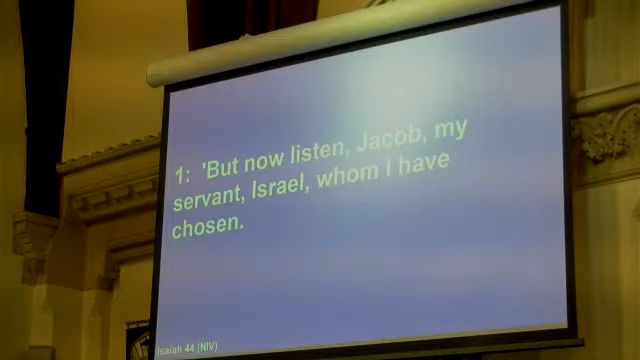 1: 'But now listen, Jacob, my
servant, Israel, whom I have
chosen.
Isaiah 44 (NIV)